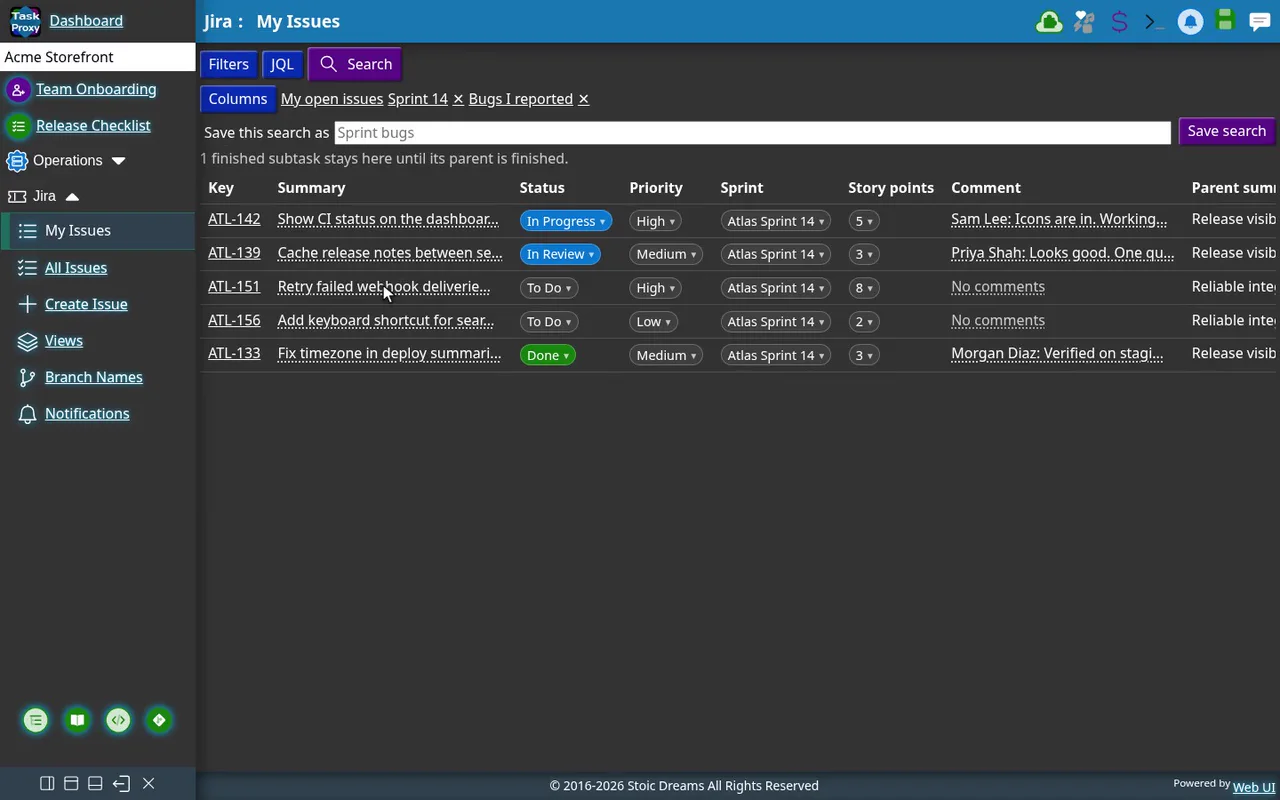 Task Proxy
Dashboard
Jira : My Issues
Acme Storefront
Team Onboarding
Release Checklist
Operations
Jira
My Issues
All Issues
Create Issue
Views
Branch Names
Notifications
Filters JQL Search
Columns My open issues Sprint 14 ✕ Bugs I reported ✕
Save this search as Sprint bugs Save search
1 finished subtask stays here until its parent is finished.
Key Summary Status Priority Sprint Story points Comment Parent sum
ATL-142 Show CI status on the dashboar... In Progress High Atlas Sprint 14 5 Sam Lee: Icons are in. Working... Release visib
ATL-139 Cache release notes between se... In Review Medium Atlas Sprint 14 3 Priya Shah: Looks good. One qu... Release visib
ATL-151 Retry failed webhook deliverie... To Do High Atlas Sprint 14 8 No comments Reliable inte
ATL-156 Add keyboard shortcut for sear... To Do Low Atlas Sprint 14 2 No comments Reliable inte
ATL-133 Fix timezone in deploy summari... Done Medium Atlas Sprint 14 3 Morgan Diaz: Verified on stagi... Release visib
© 2016-2026 Stoic Dreams All Rights Reserved
Powered by Web UI